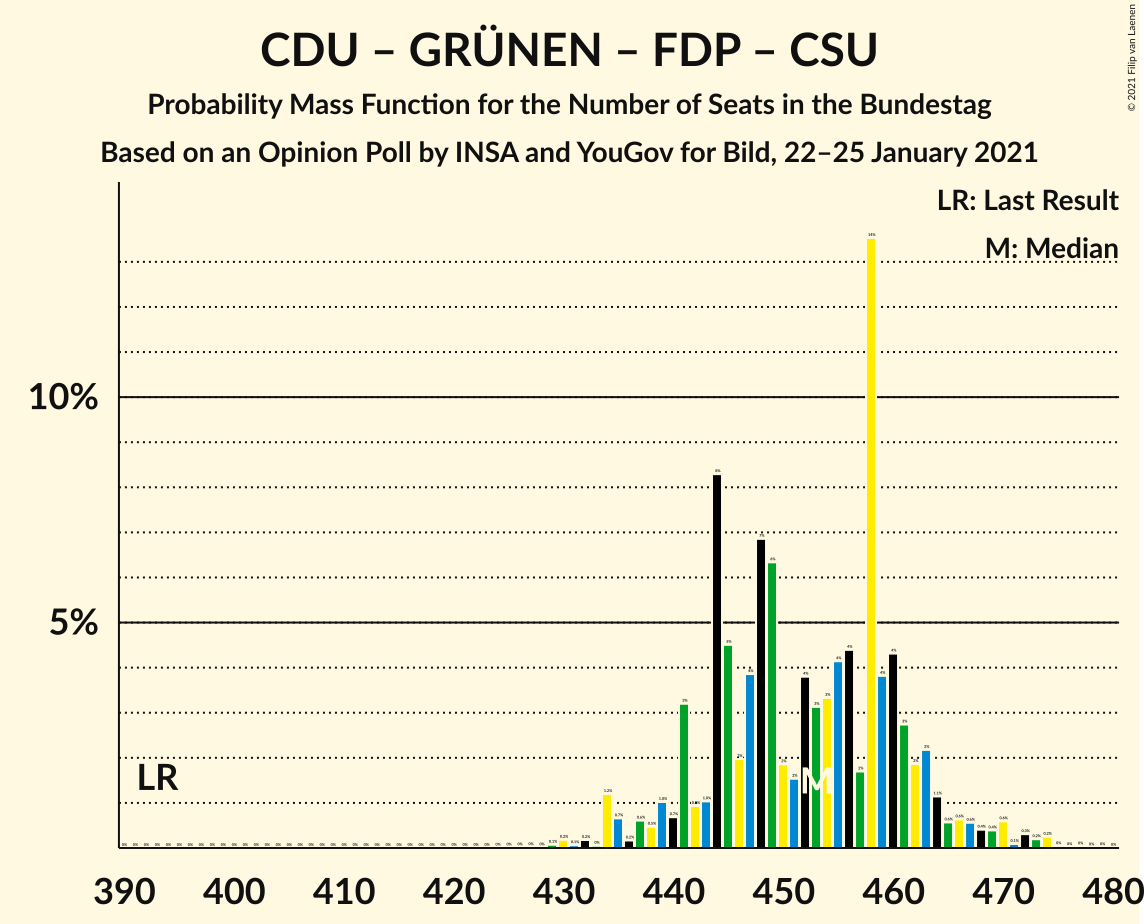 CDU – GRÜNEN – FDP – CSU
Probability Mass Function for the Number of Seats in the Bundestag
Based on an Opinion Poll by INSA and YouGov for Bild, 22–25 January 2021
© 2021 Filip van Laenen
LR: Last Result
M: Median
10%
5%
LR
M
390 400 410 420 430 440 450 460 470 480